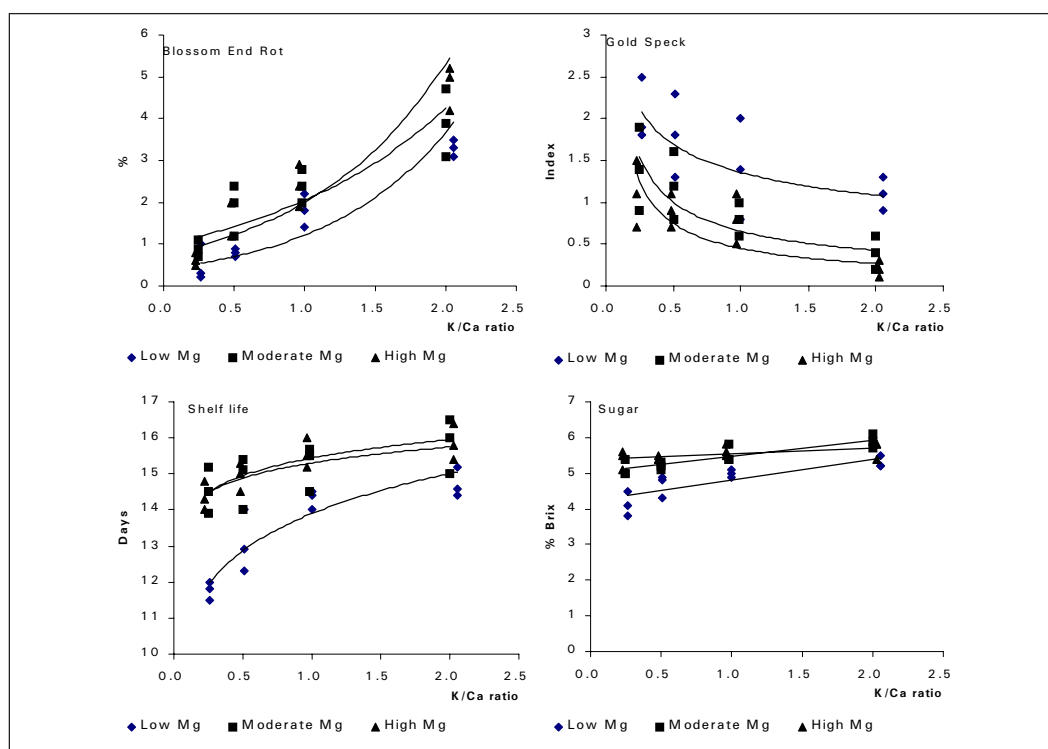 Blossom End Rot
6
5
4
3
2
1
0
%
0.0 0.5 1.0 1.5 2.0 2.5
K/Ca ratio
Low Mg Moderate Mg High Mg
Gold Speck
3
2.5
2
1.5
1
0.5
0
Index
0.0 0.5 1.0 1.5 2.0 2.5
K/Ca ratio
Low Mg Moderate Mg High Mg
Shelf life
17
16
15
14
13
12
11
10
Days
0.0 0.5 1.0 1.5 2.0 2.5
K/Ca ratio
Low Mg Moderate Mg High Mg
Sugar
7
6
5
4
3
2
1
0
% Brix
0.0 0.5 1.0 1.5 2.0 2.5
K/Ca ratio
Low Mg Moderate Mg High Mg